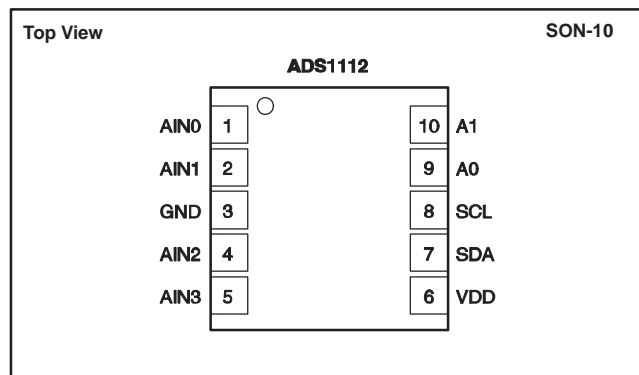 Top View SON-10
ADS1112
AIN0 1 10 A1
AIN1 2 9 A0
GND 3 8 SCL
AIN2 4 7 SDA
AIN3 5 6 VDD